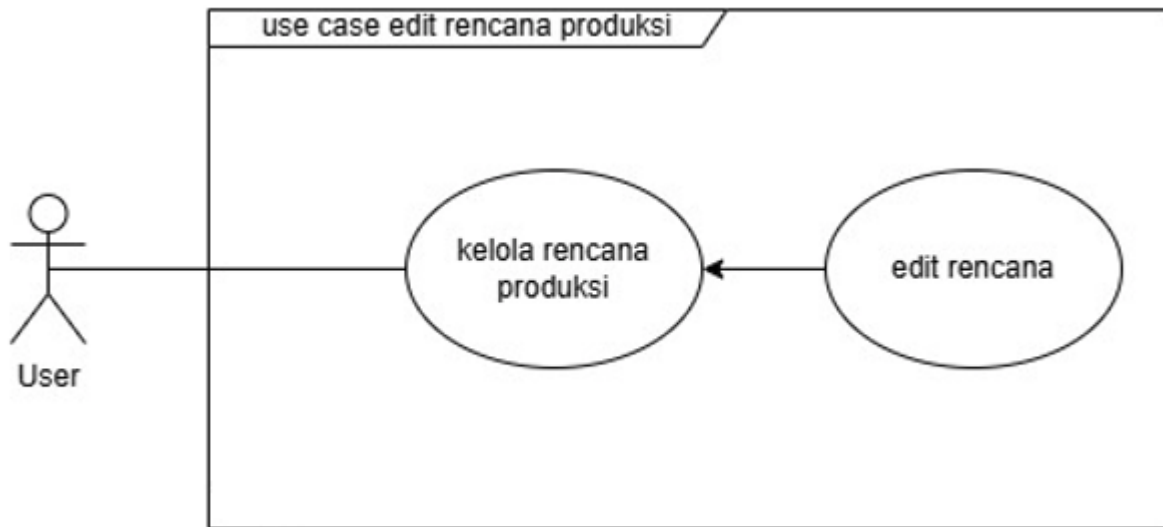 use case edit rencana produksi
kelola rencana
produksi
edit rencana
User